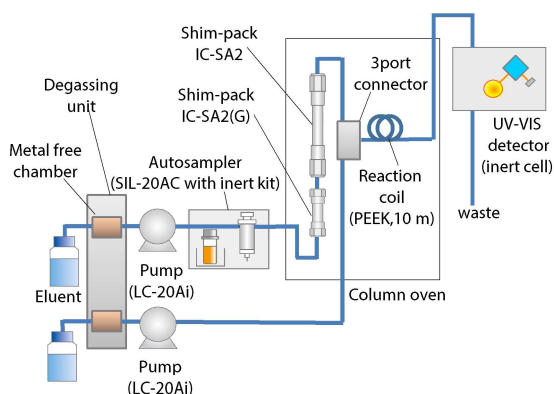 Shim-pack
IC-SA2
3port
connector
Degassing
unit
Shim-pack
IC-SA2(G)
UV-VIS
detector
(inert cell)
Metal free
chamber
Autosampler
(SIL-20AC with inert kit)
Reaction
coil
(PEEK,10 m)
waste
Pump
(LC-20Ai)
Eluent
Column oven
Pump
(LC-20Ai)